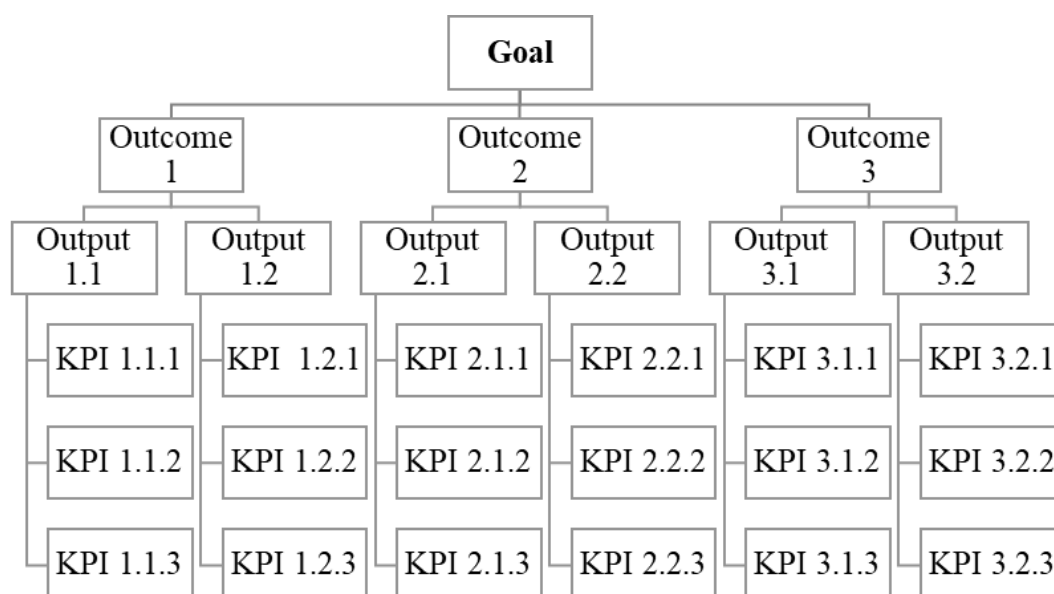 Goal
Outcome
1
Outcome
2
Outcome
3
Output
1.1
Output
1.2
Output
2.1
Output
2.2
Output
3.1
Output
3.2
KPI 1.1.1
KPI  1.2.1
KPI 2.1.1
KPI 2.2.1
KPI 3.1.1
KPI 3.2.1
KPI 1.1.2
KPI 1.2.2
KPI 2.1.2
KPI 2.2.2
KPI 3.1.2
KPI 3.2.2
KPI 1.1.3
KPI 1.2.3
KPI 2.1.3
KPI 2.2.3
KPI 3.1.3
KPI 3.2.3